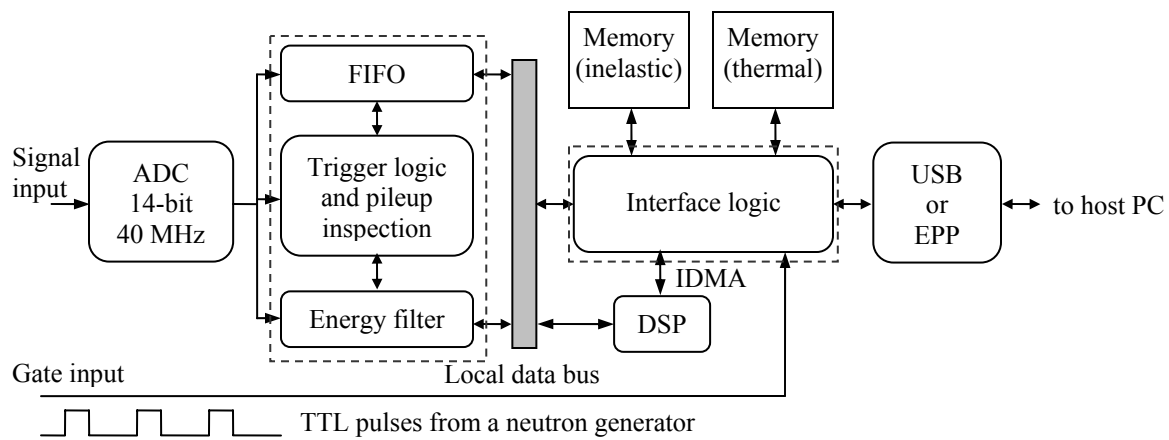 Signal
input
ADC
14-bit
40 MHz
FIFO
Trigger logic
and pileup
inspection
Energy filter
Memory
(inelastic)
Memory
(thermal)
Interface logic
USB
or
EPP
to host PC
IDMA
DSP
Gate input
Local data bus
TTL pulses from a neutron generator